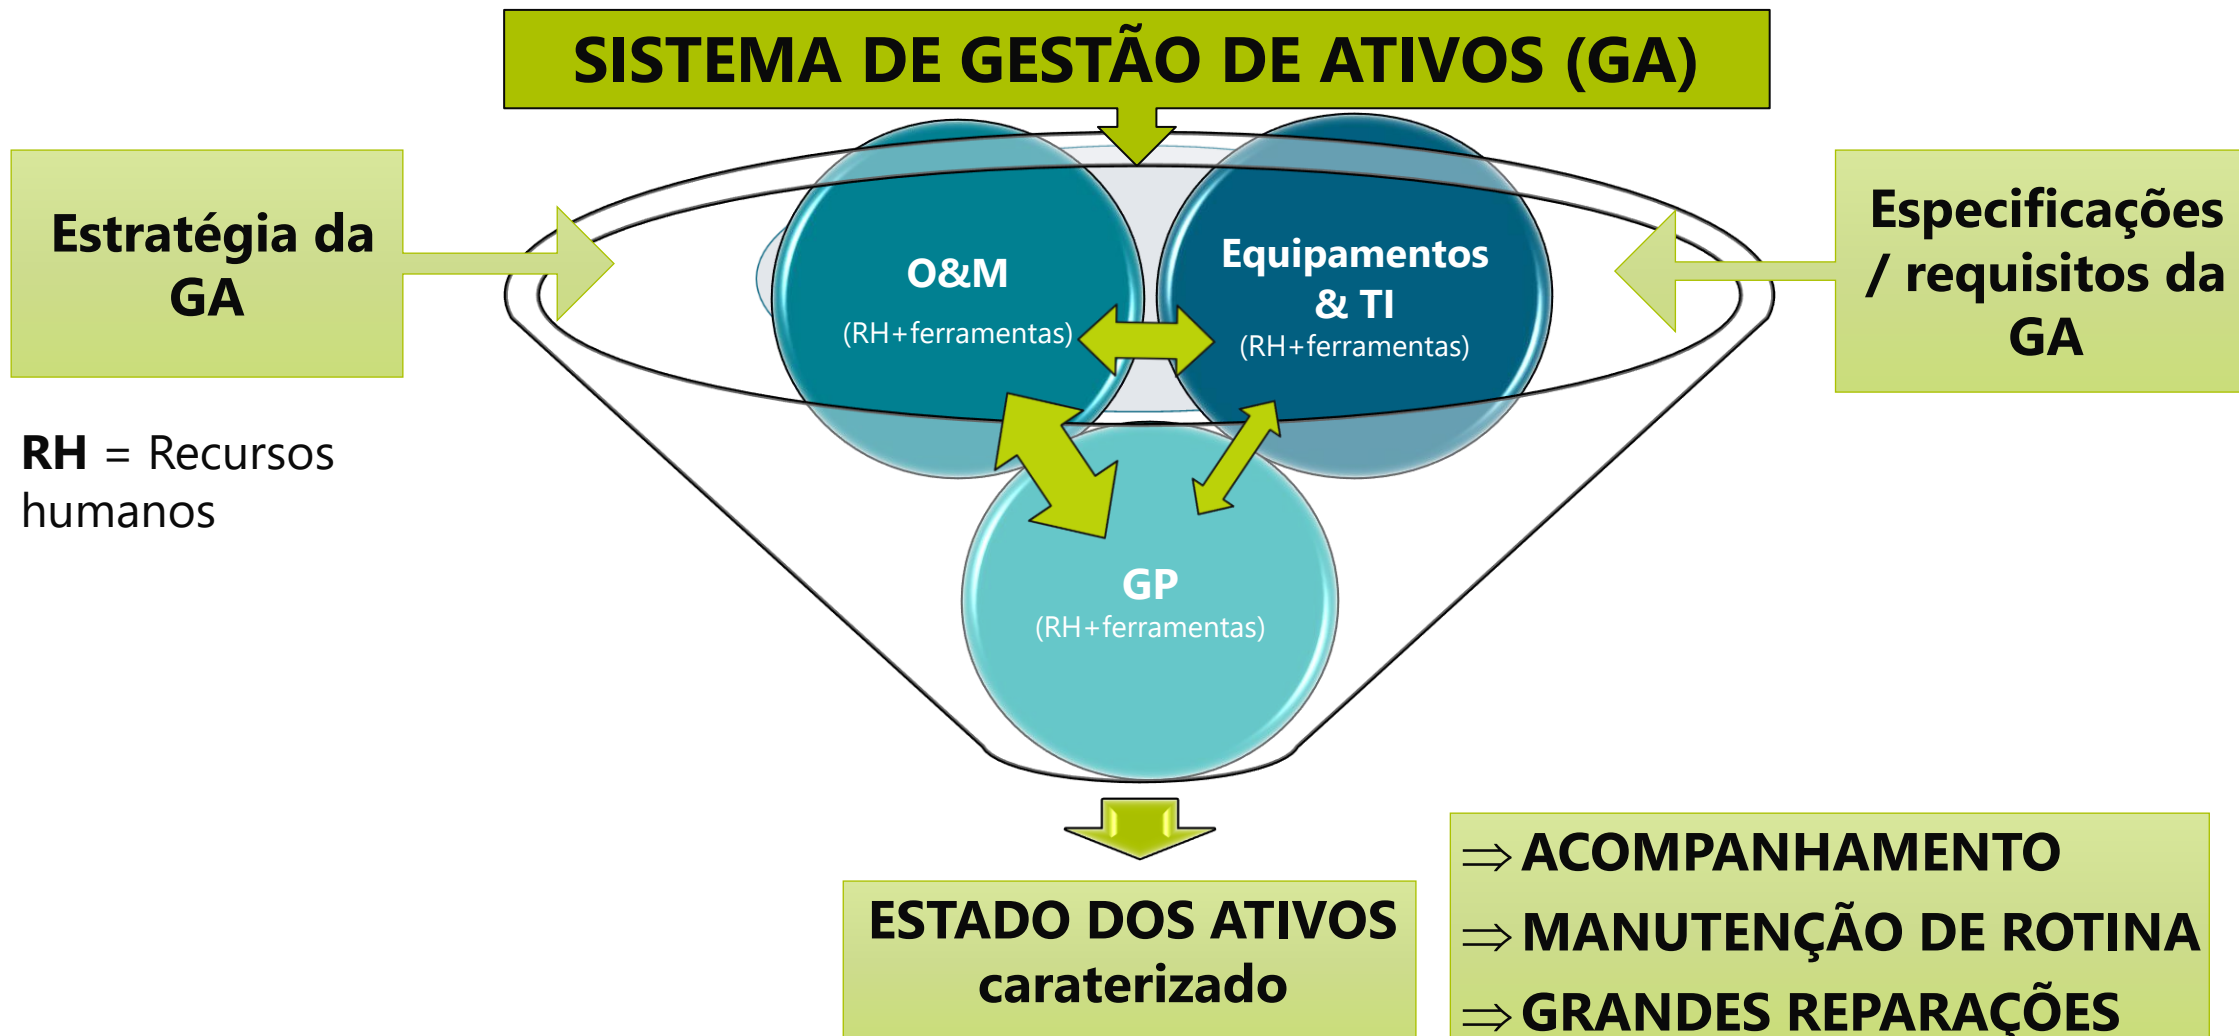 SISTEMA DE GESTÃO DE ATIVOS (GA)
Estratégia da
GA
Especificações
/ requisitos da
GA
O&M
(RH+ferramentas)
Equipamentos
& TI
(RH+ferramentas)
RH = Recursos
humanos
GP
(RH+ferramentas)
ESTADO DOS ATIVOS
caraterizado
⇒ ACOMPANHAMENTO
⇒ MANUTENÇÃO DE ROTINA
⇒ GRANDES REPARAÇÕES